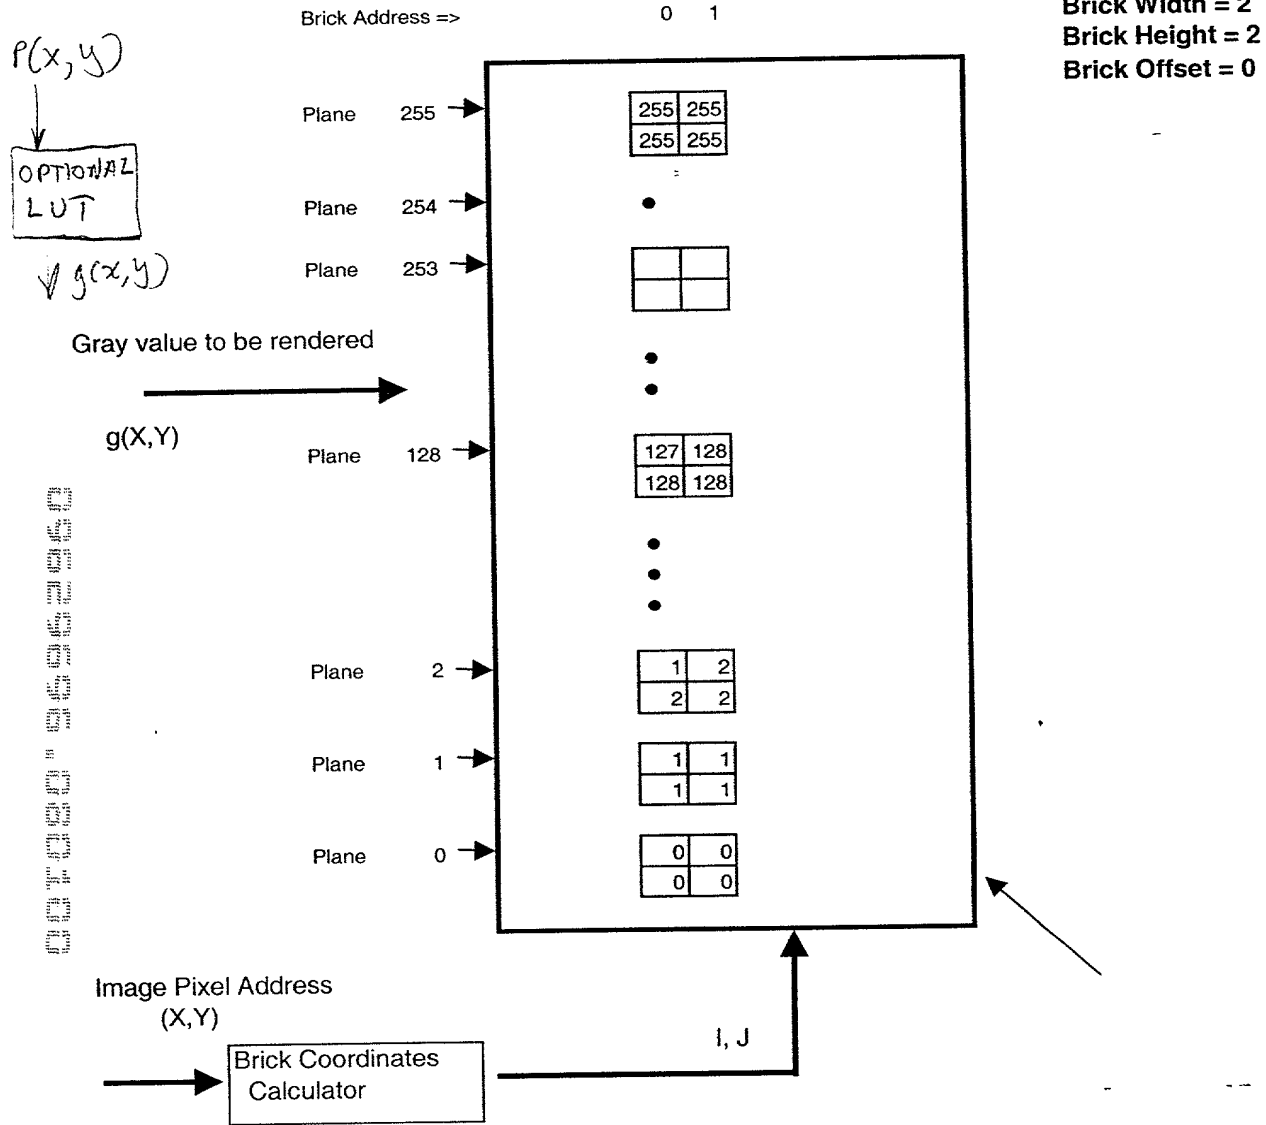 Brick Address => 0 1
Brick Width = 2
Brick Height = 2
Brick Offset = 0
P(x,y)
OPTIONAL
LUT
g(x,y)
Gray value to be rendered
g(X,Y)
Plane 255
255 255
255 255
Plane 254
Plane 253
Plane 128
127 128
128 128
Plane 2
1 2
2 2
Plane 1
1 1
1 1
Plane 0
0 0
0 0
Image Pixel Address
(X,Y)
Brick Coordinates
Calculator
I, J